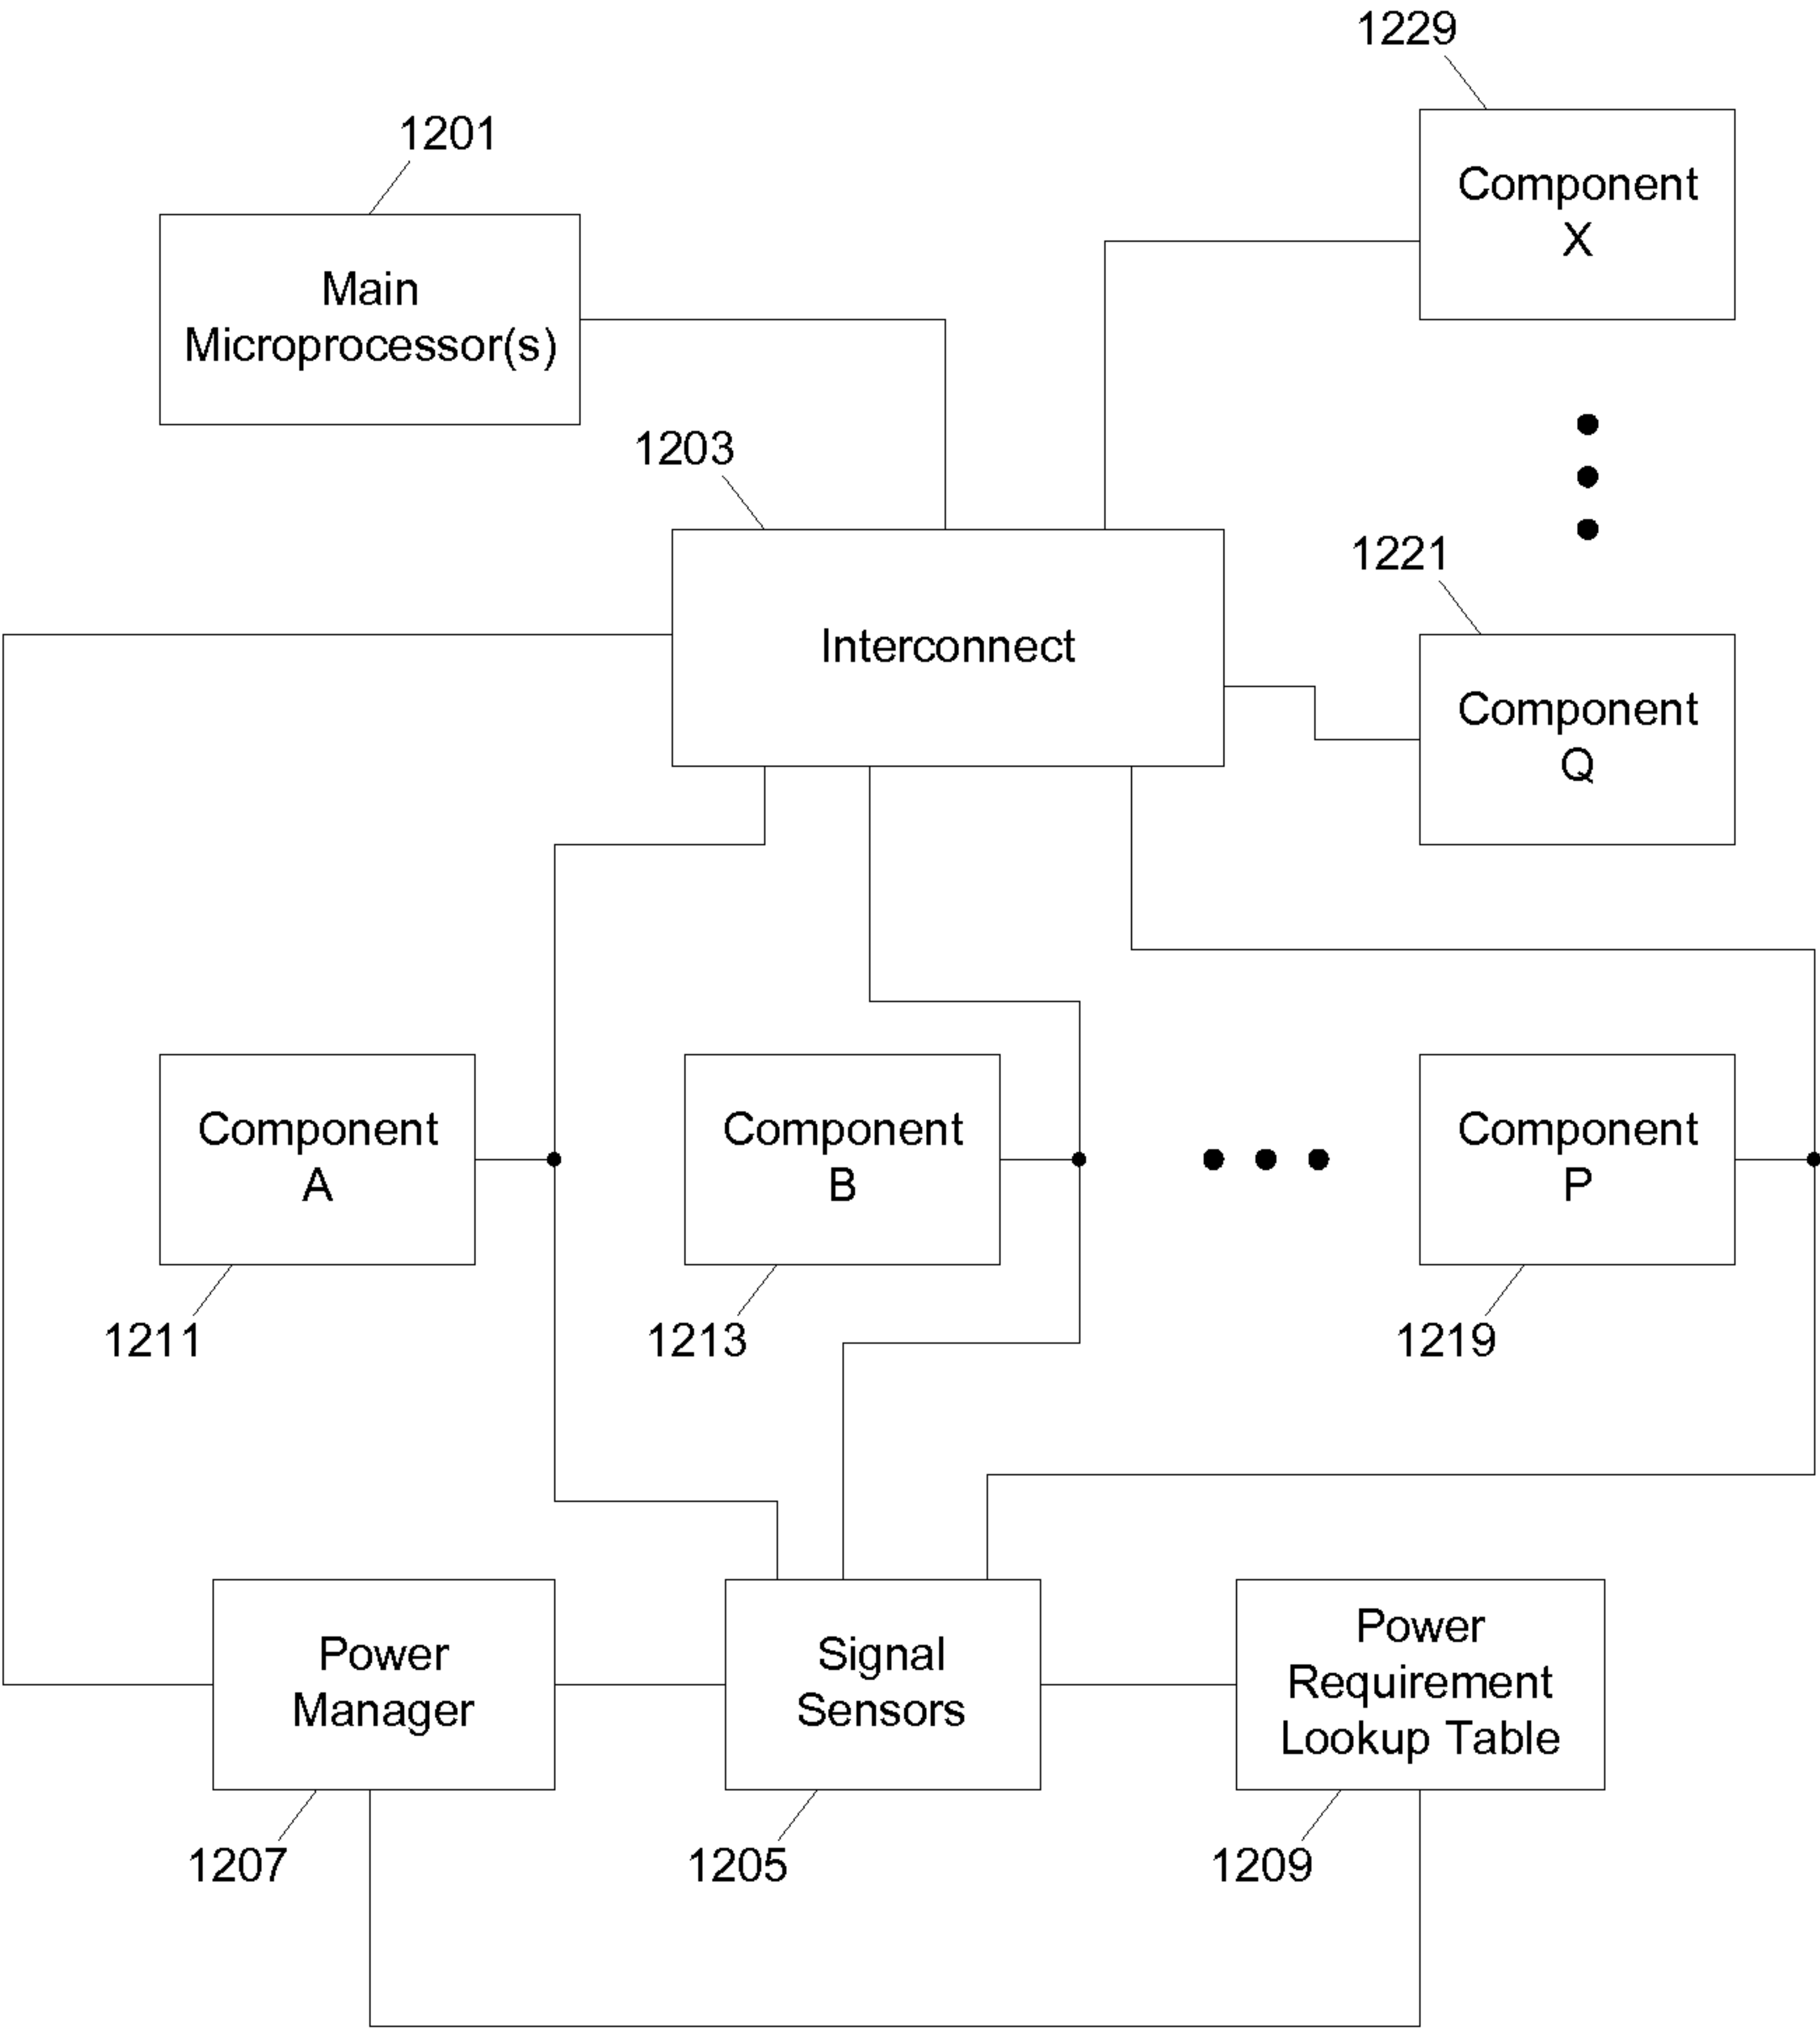 1229
Component
X
1201
Main
Microprocessor(s)
1203
Interconnect
1221
Component
Q
Component
A
Component
B
Component
P
1211
1213
1219
Power
Manager
Signal
Sensors
Power
Requirement
Lookup Table
1207
1205
1209